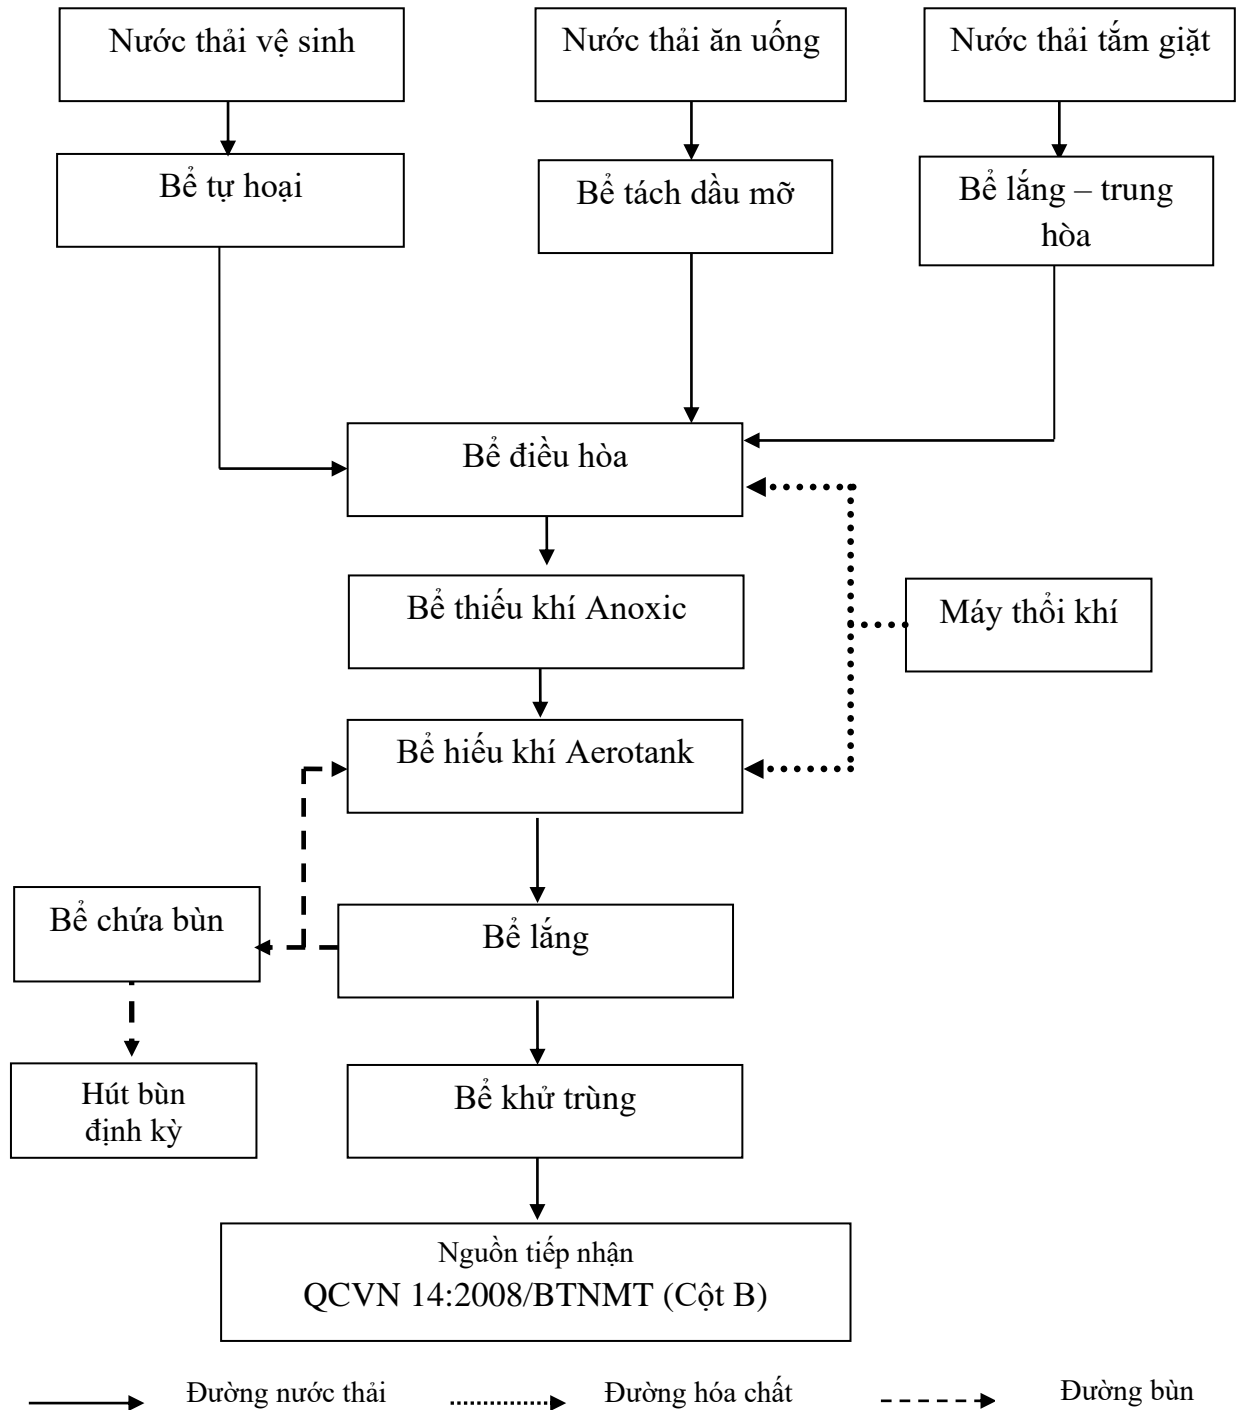 Nước thải vệ sinh
Nước thải ăn uống
Nước thải tắm giặt
Bể tự hoại
Bể tách dầu mỡ
Bể lắng – trung
hòa
Bể điều hòa
Bể thiếu khí Anoxic
Máy thổi khí
Bể hiếu khí Aerotank
Bể chứa bùn
Bể lắng
Hút bùn
định kỳ
Bể khử trùng
Nguồn tiếp nhận
QCVN 14:2008/BTNMT (Cột B)
Đường nước thải
Đường hóa chất
Đường bùn